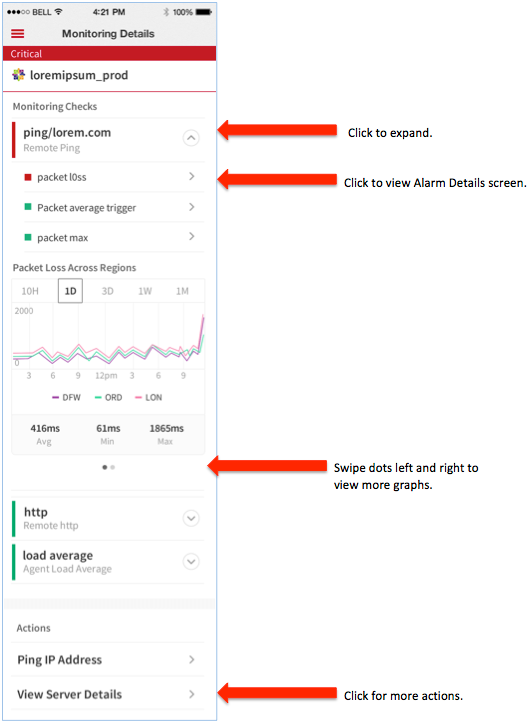 BELL 4:21 PM 100%
Monitoring Details
Critical
loremipsum_prod
Monitoring Checks
ping/lorem.com
Remote Ping
Click to expand.
packet l0ss
Click to view Alarm Details screen.
Packet average trigger
packet max
Packet Loss Across Regions
10H 1D 3D 1W 1M
2000
0
3 6 9 12pm 3 6 9
DFW ORD LON
416ms 61ms 1865ms
Avg Min Max
Swipe dots left and right to
view more graphs.
http
Remote http
load average
Agent Load Average
Actions
Ping IP Address
View Server Details
Click for more actions.